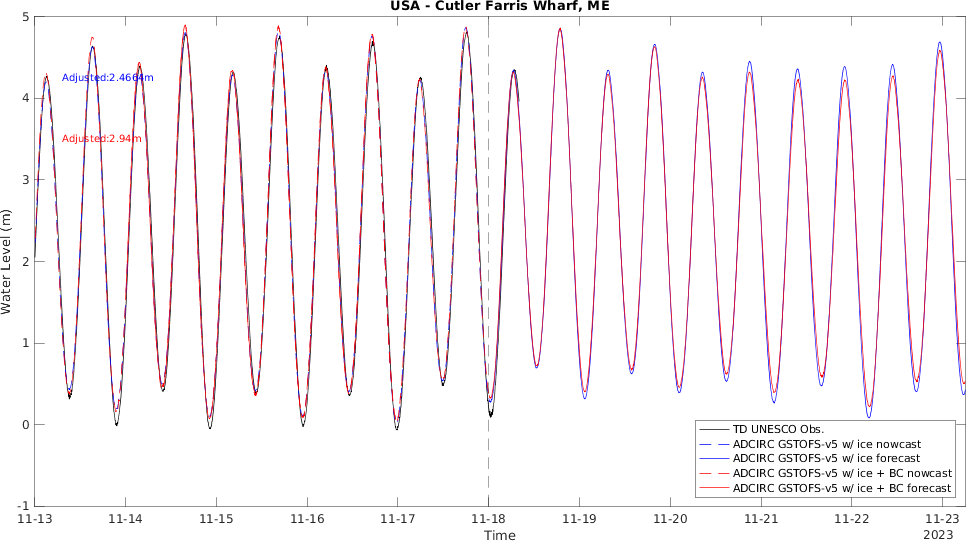 USA - Cutler Farris Wharf, ME
5
4
3
2
1
0
-1
Water Level (m)
Adjusted:2.4664m
Adjusted:2.94m
TD UNESCO Obs.
ADCIRC GSTOFS-v5 w/ ice nowcast
ADCIRC GSTOFS-v5 w/ ice forecast
ADCIRC GSTOFS-v5 w/ ice + BC nowcast
ADCIRC GSTOFS-v5 w/ ice + BC forecast
11-13 11-14 11-15 11-16 11-17 11-18 11-19 11-20 11-21 11-22 11-23
Time
2023